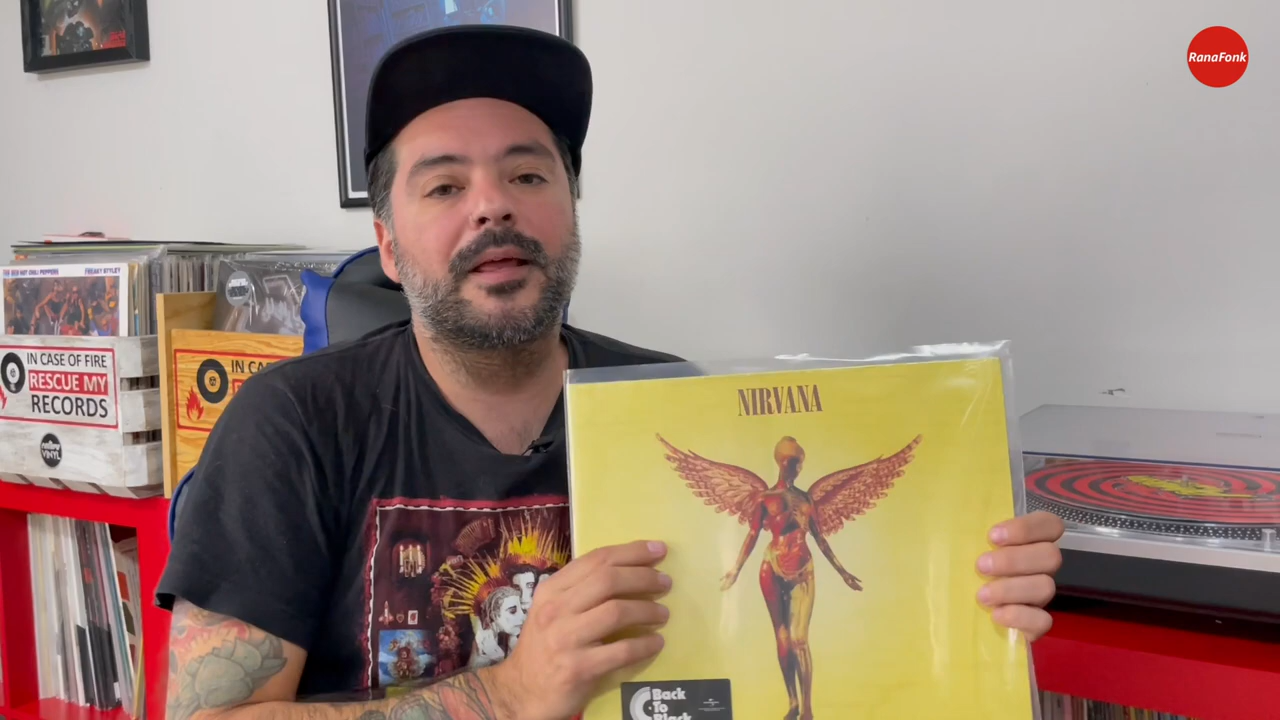 RanaFonk
RED HOT CHILI PEPPERS
FREAKY STYLEY
IN CASE OF FIRE
RESCUE MY
RECORDS
VINYL
IN CA
NIRVANA
Back
To
Black